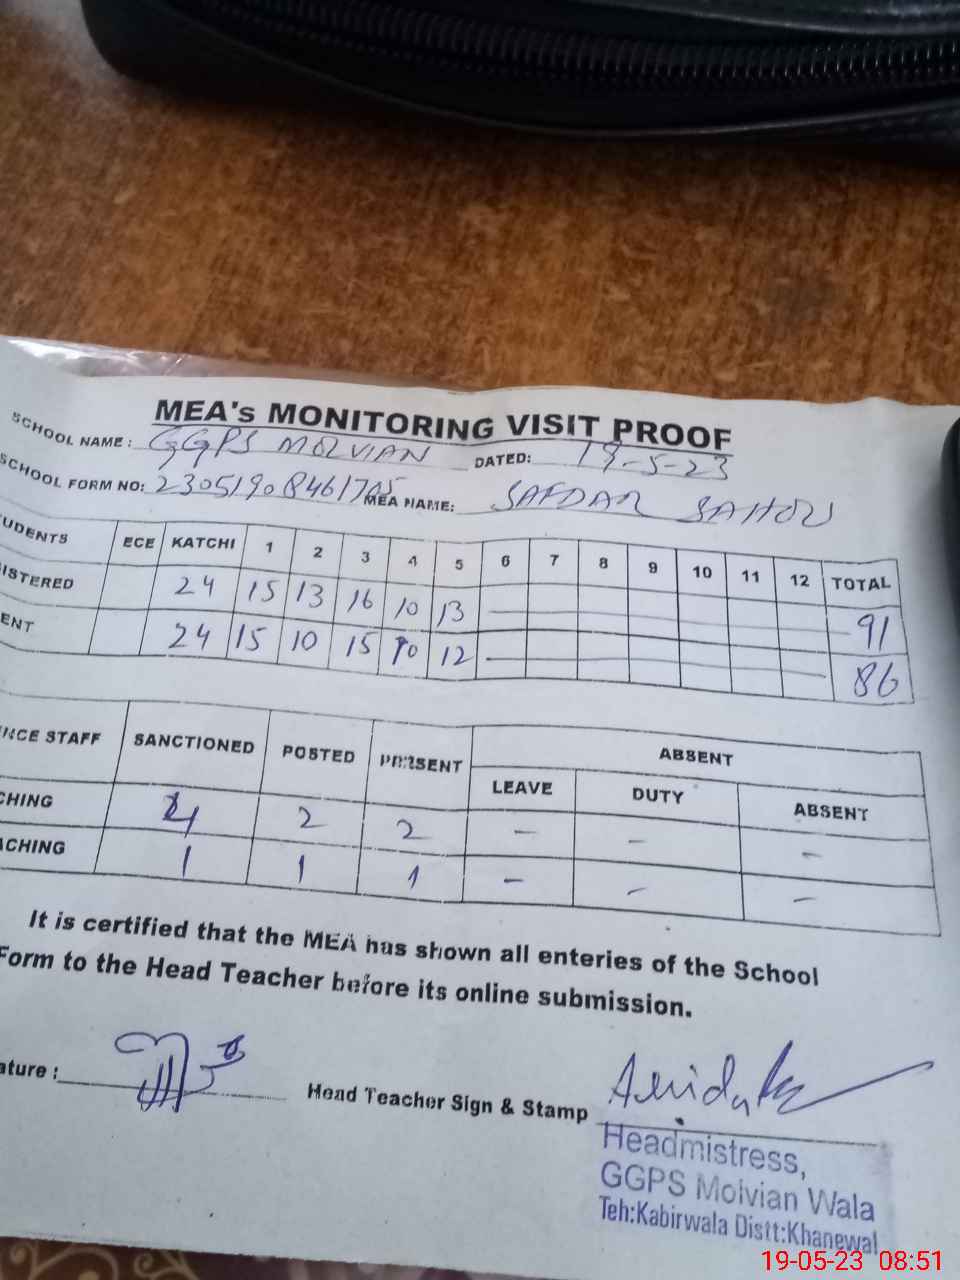 MEA's MONITORING VISIT PROOF
SCHOOL NAME: GGPS MOLVIAN DATED: 19-5-23
SCHOOL FORM NO: 23051908461705 MEA NAME: SAFDAR SAHOU
UDENTS ECE KATCHI 1 2 3 4 5 6 7 8 9 10 11 12 TOTAL
ISTERED 24 15 13 16 10 13 91
ENT 24 15 10 15 10 12 86
NCE STAFF SANCTIONED POSTED PRESENT ABSENT
LEAVE DUTY ABSENT
CHING 4 2 2 - - -
ACHING 1 1 1 - - -
It is certified that the MEA has shown all enteries of the School
Form to the Head Teacher before its online submission.
ature: Head Teacher Sign & Stamp
Headmistress,
GGPS Molvian Wala
Teh:Kabirwala Distt:Khanewal
19-05-23 08:51